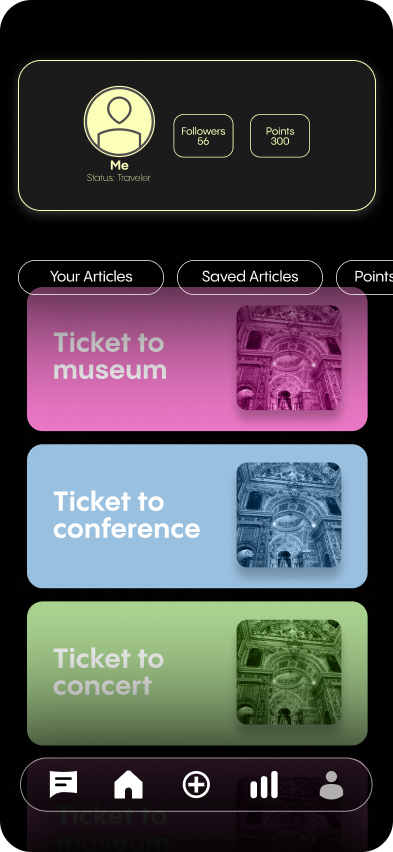 Followers
56
Points
300
Me
Status: Traveler
Your Articles
Saved Articles
Points
Ticket to
museum
Ticket to
conference
Ticket to
concert
Ticket to
museum